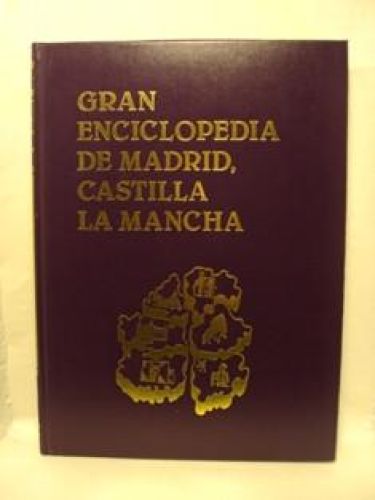 GRAN
ENCICLOPEDIA
DE MADRID,
CASTILLA
LA MANCHA